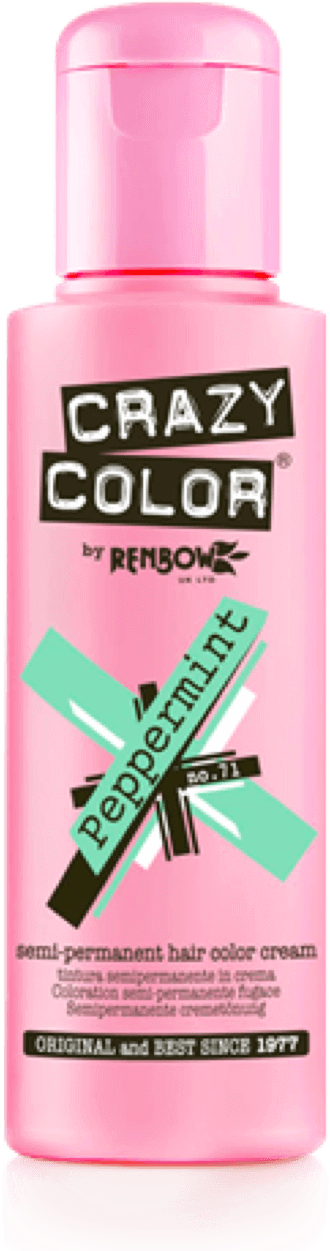 CRAZY
COLOR®
by RENBOW
UK LTD
Peppermint
no.71
semi-permanent hair color cream
tintura semipermanente in crema
Coloration semi-permanente fugace
Semipermanente cremetönung
ORIGINAL and BEST SINCE 1977